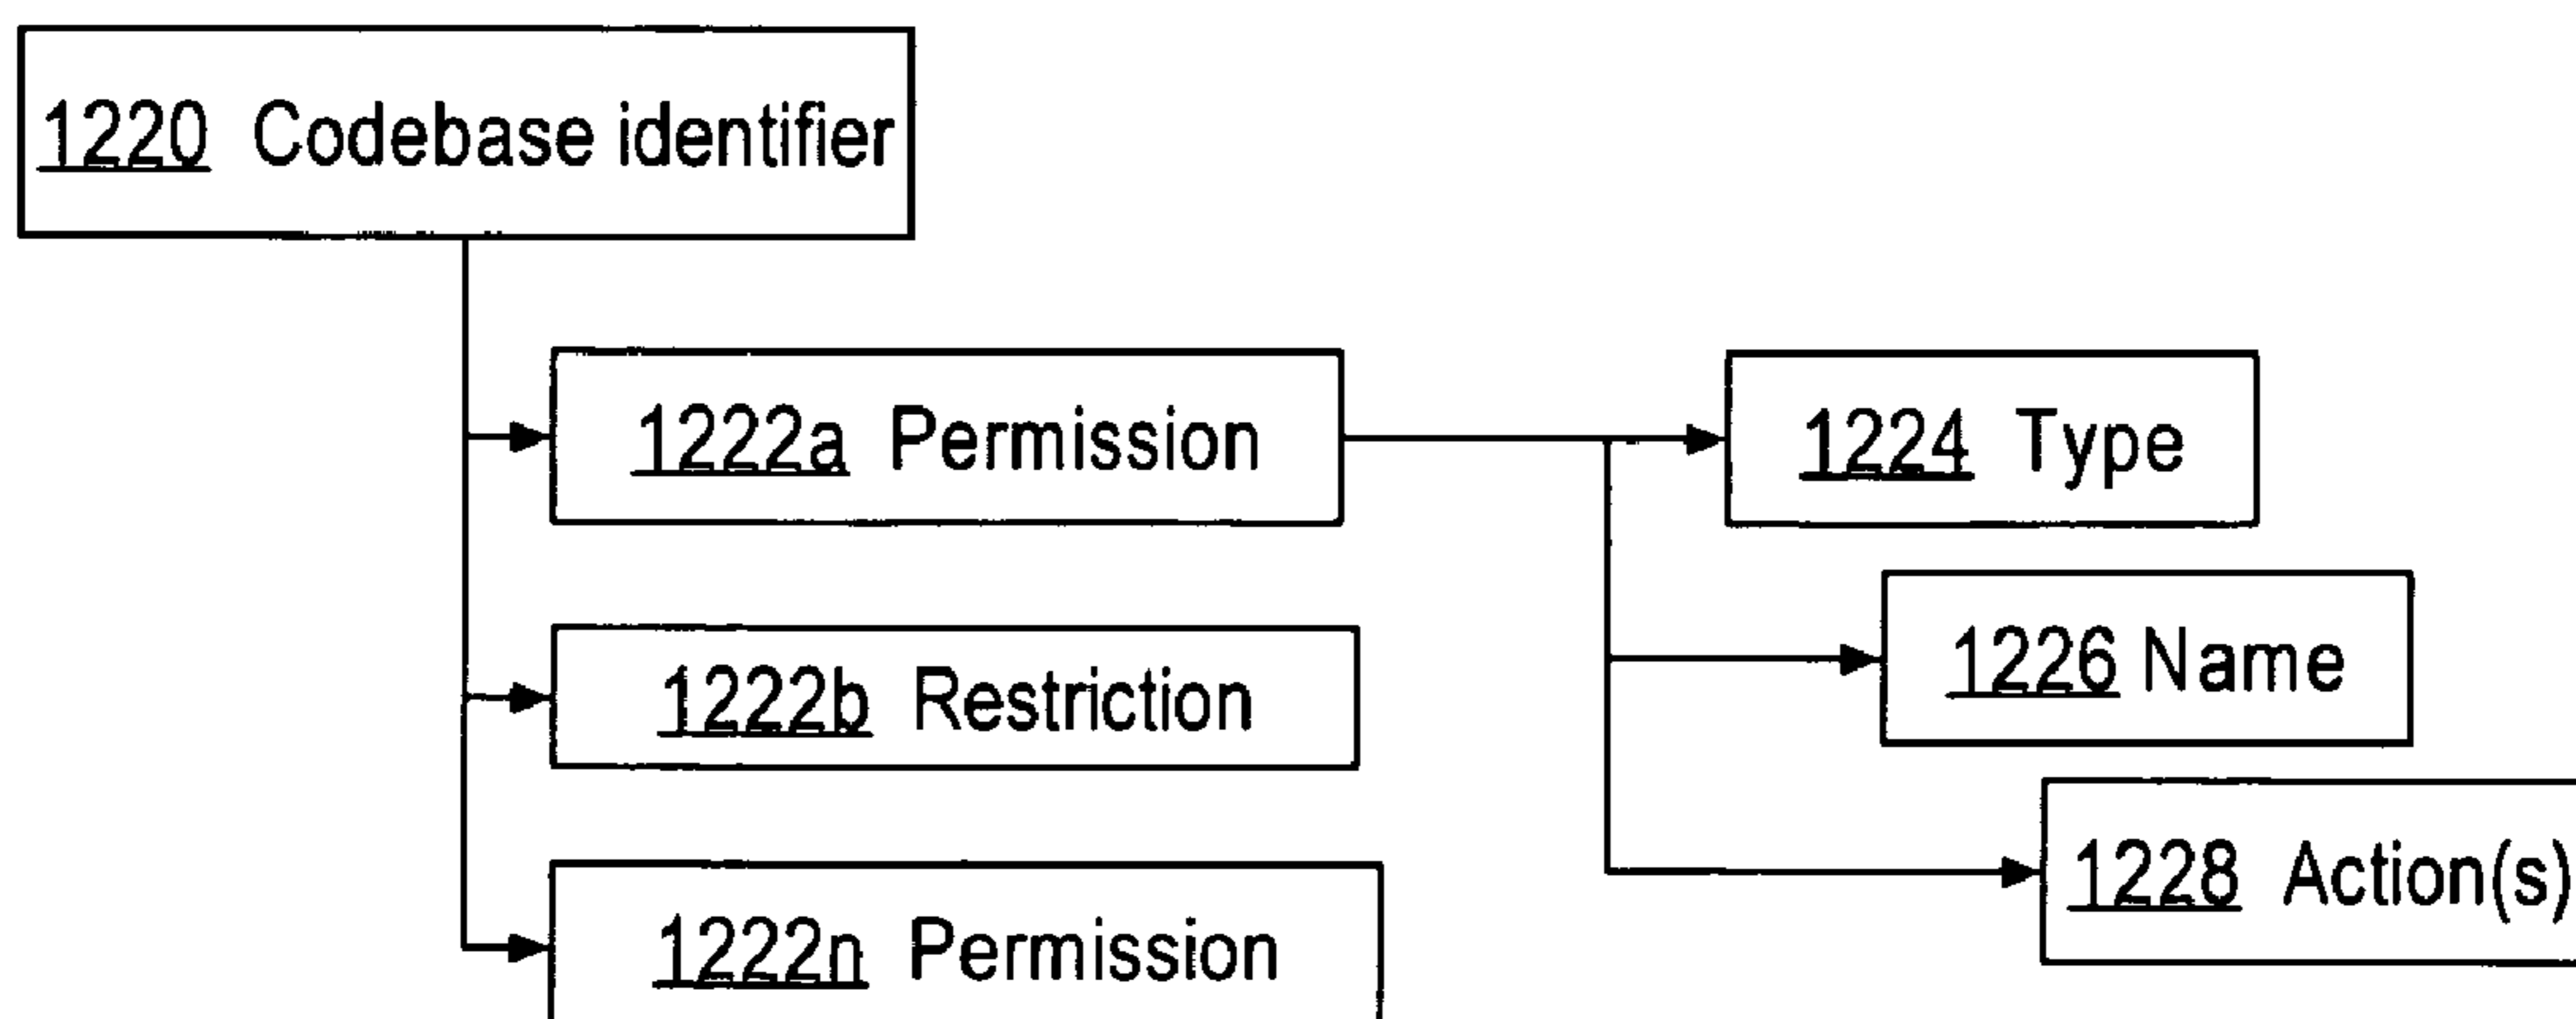 1220 Codebase identifier
1222a Permission
1224 Type
1226 Name
1222b Restriction
1228 Action(s)
1222n Permission